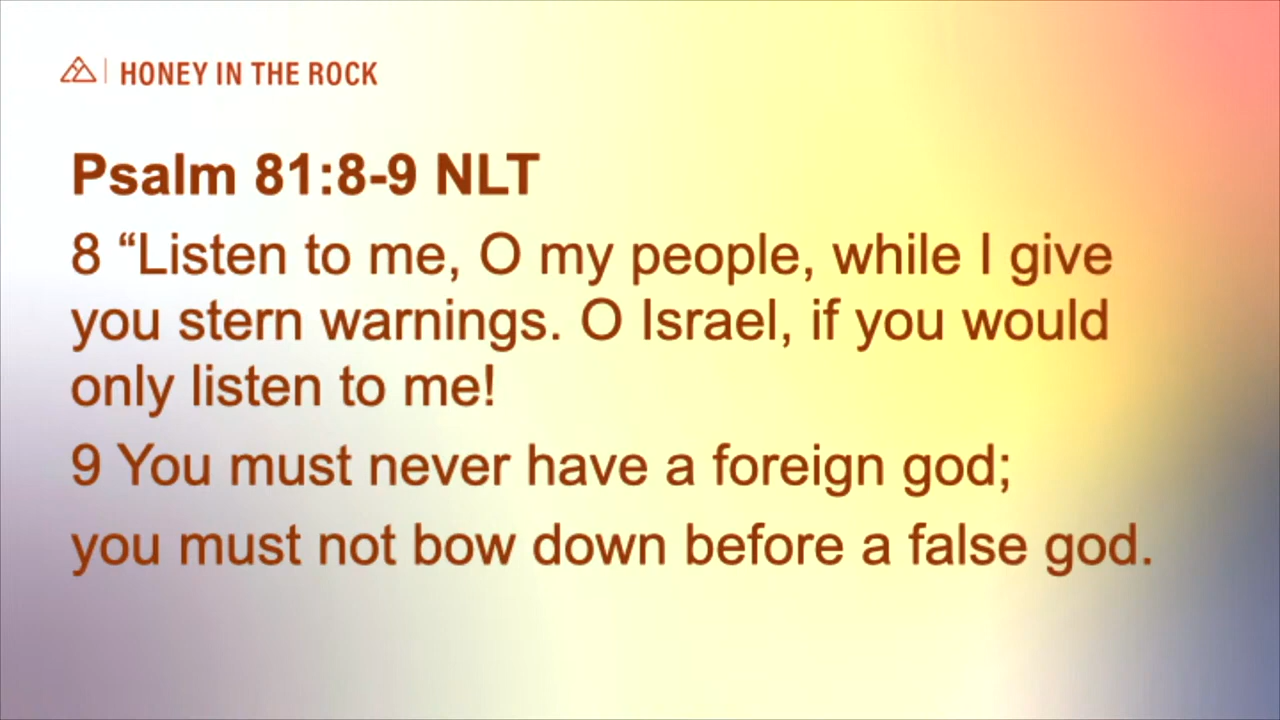 HONEY IN THE ROCK
Psalm 81:8-9 NLT
8 “Listen to me, O my people, while I give
you stern warnings. O Israel, if you would
only listen to me!
9 You must never have a foreign god;
you must not bow down before a false god.